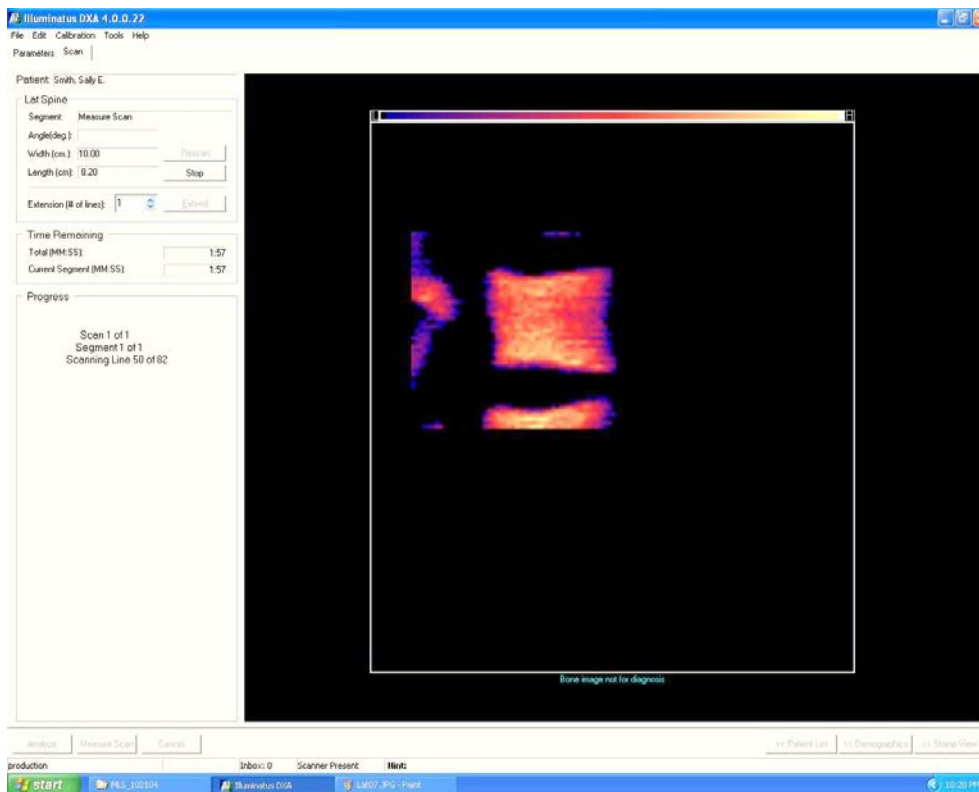 Illuminatus DXA 4.0.0.22
File Edit Calibration Tools Help
Parameters Scan
Patient Smith, Sally E.
Lat Spine
Segment: Measure Scan
Angle(deg.):
Width (cm.) 10.00 Rescan
Length (cm): 8.20 Stop
Extension (# of lines): 1 Extend
Time Remaining
Total (MM:SS): 1:57
Current Segment (MM:SS): 1:57
Progress
Scan 1 of 1
Segment 1 of 1
Scanning Line 50 of 82
L H
Bone image not for diagnosis
Analyze Measure Scan Cancel << Patient List << Demographics << Stamp View
production Inbox: 0 Scanner Present Hint:
start MLS_102104 Illuminatus DXA Lat07.JPG - Paint 10:20 PM